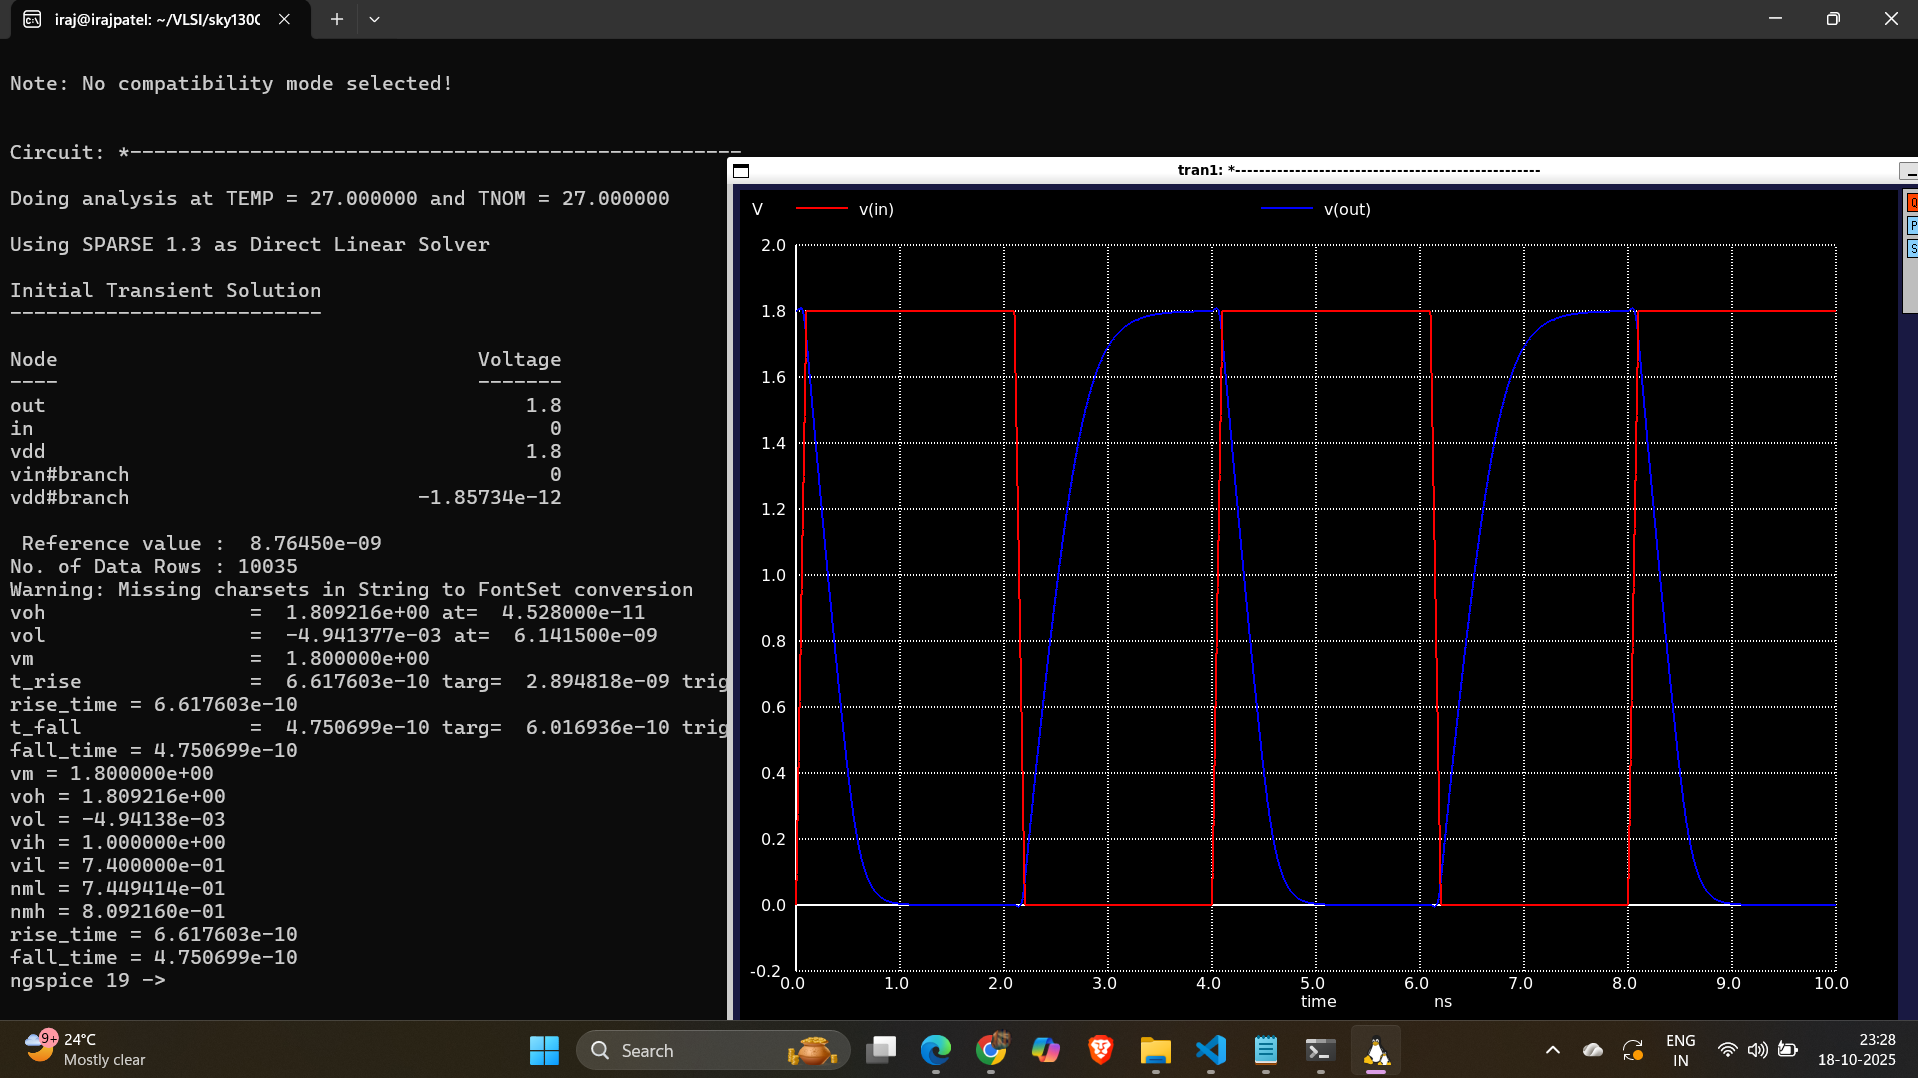 iraj@irajpatel: ~/VLSI/sky130
Note: No compatibility mode selected!
Circuit: *---------------------------------------------------
Doing analysis at TEMP = 27.000000 and TNOM = 27.000000
Using SPARSE 1.3 as Direct Linear Solver
Initial Transient Solution
--------------------------
Node Voltage
---- -------
out 1.8
in 0
vdd 1.8
vin#branch 0
vdd#branch -1.85734e-12
Reference value : 8.76450e-09
No. of Data Rows : 10035
Warning: Missing charsets in String to FontSet conversion
voh = 1.809216e+00 at= 4.528000e-11
vol = -4.941377e-03 at= 6.141500e-09
vm = 1.800000e+00
t_rise = 6.617603e-10 targ= 2.894818e-09 trig
rise_time = 6.617603e-10
t_fall = 4.750699e-10 targ= 6.016936e-10 trig
fall_time = 4.750699e-10
vm = 1.800000e+00
voh = 1.809216e+00
vol = -4.94138e-03
vih = 1.000000e+00
vil = 7.400000e-01
nml = 7.449414e-01
nmh = 8.092160e-01
rise_time = 6.617603e-10
fall_time = 4.750699e-10
ngspice 19 ->
tran1: *---------------------------------------------------
Q
P
S
V v(in) v(out)
2.0
1.8
1.6
1.4
1.2
1.0
0.8
0.6
0.4
0.2
0.0
-0.2
0.0 1.0 2.0 3.0 4.0 5.0 6.0 7.0 8.0 9.0 10.0
time ns
9+
24°C
Mostly clear
Search
ENG
IN
23:28
18-10-2025